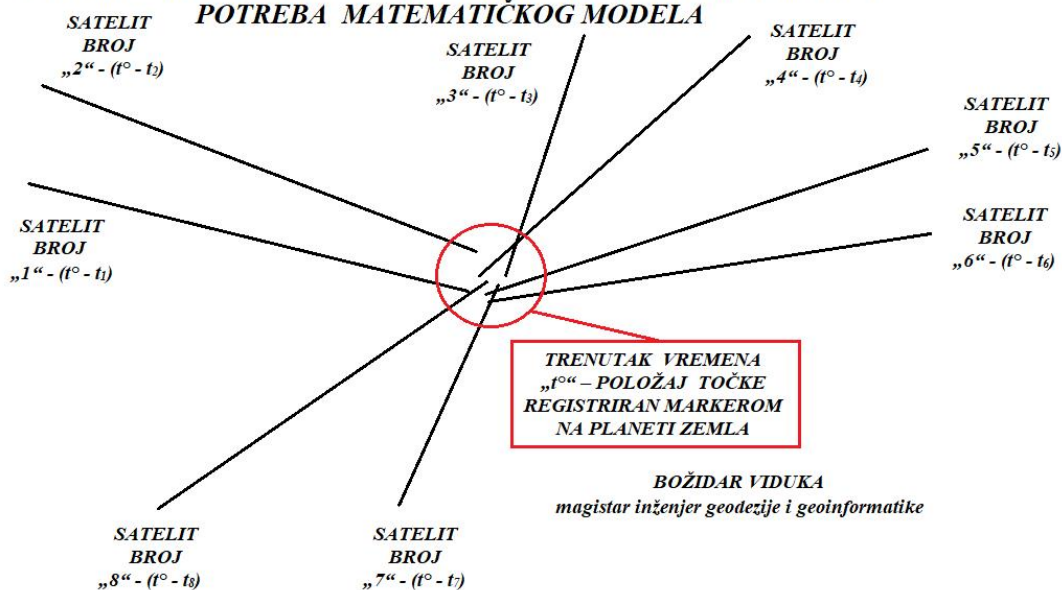 POTREBA MATEMATIČKOG MODELA
SATELIT
BROJ
„2“ - (t° - t₂)
SATELIT
BROJ
„3“ - (t° - t₃)
SATELIT
BROJ
„4“ - (t° - t₄)
SATELIT
BROJ
„5“ - (t° - t₅)
SATELIT
BROJ
„1“ - (t° - t₁)
SATELIT
BROJ
„6“ - (t° - t₆)
TRENUTAK VREMENA
„t°“ – POLOŽAJ TOČKE
REGISTRIRAN MARKEROM
NA PLANETI ZEMLA
BOŽIDAR VIDUKA
magistar inženjer geodezije i geoinformatike
SATELIT
BROJ
„8“ - (t° - t₈)
SATELIT
BROJ
„7“ - (t° - t₇)